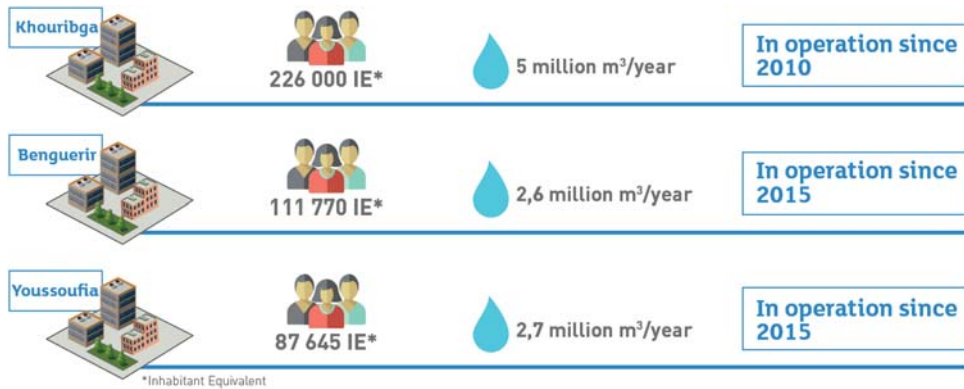 Khouribga
226 000 IE*
5 million m³/year
In operation since
2010
Benguerir
111 770 IE*
2,6 million m³/year
In operation since
2015
Youssoufia
87 645 IE*
2,7 million m³/year
In operation since
2015
*Inhabitant Equivalent